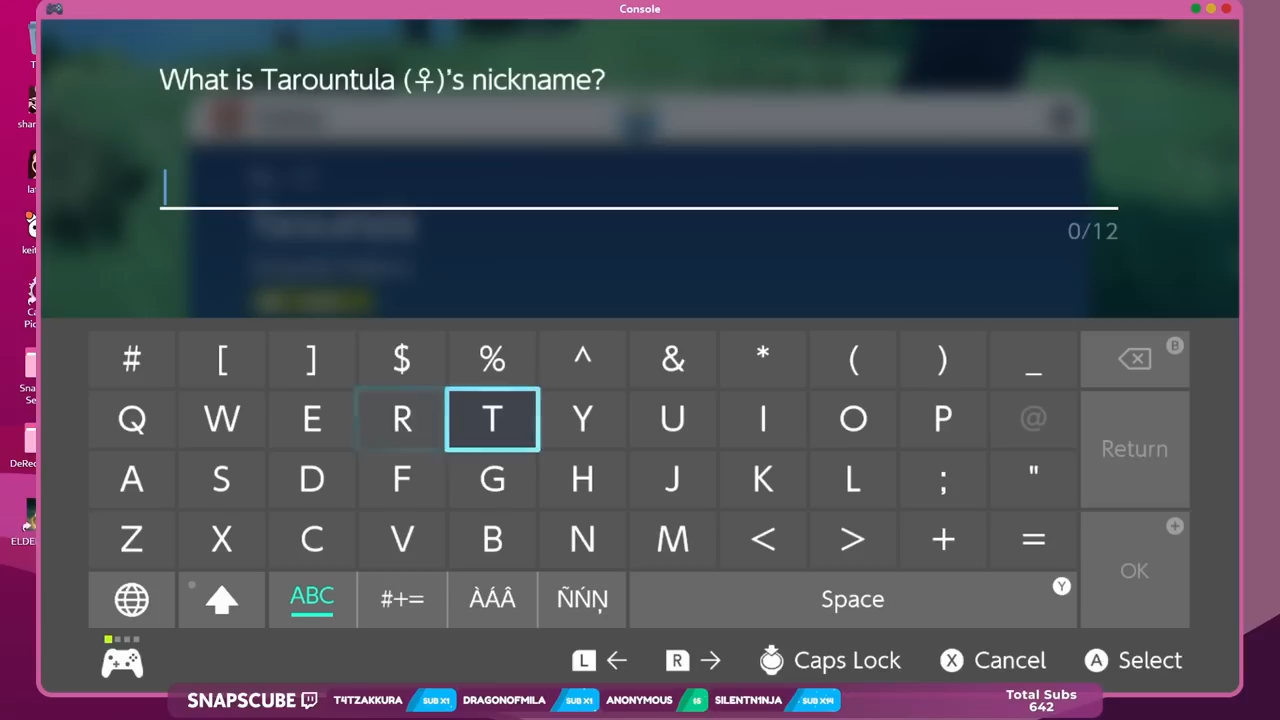 Console
What is Tarountula (♀)'s nickname?
0/12
# [ ] $ % ^ & * ( ) _ B
Q W E R T Y U I O P @ Return
A S D F G H J K L ; "
Z X C V B N M < > + = OK +
ABC #+= ÀÁÂ ÑŃŅ Space Y
L ← R → Caps Lock X Cancel A Select
SNAPSCUBE T4TZAKKURA SUB X1 DRAGONOFMILA SUB X1 ANONYMOUS $5 SILENTN1NJA SUB X14 Total Subs
642